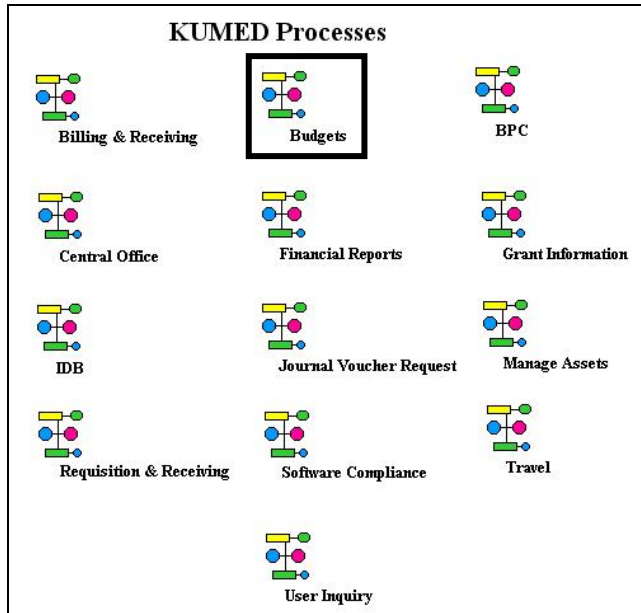 KUMED Processes
Billing & Receiving
Budgets
BPC
Central Office
Financial Reports
Grant Information
IDB
Journal Voucher Request
Manage Assets
Requisition & Receiving
Software Compliance
Travel
User Inquiry